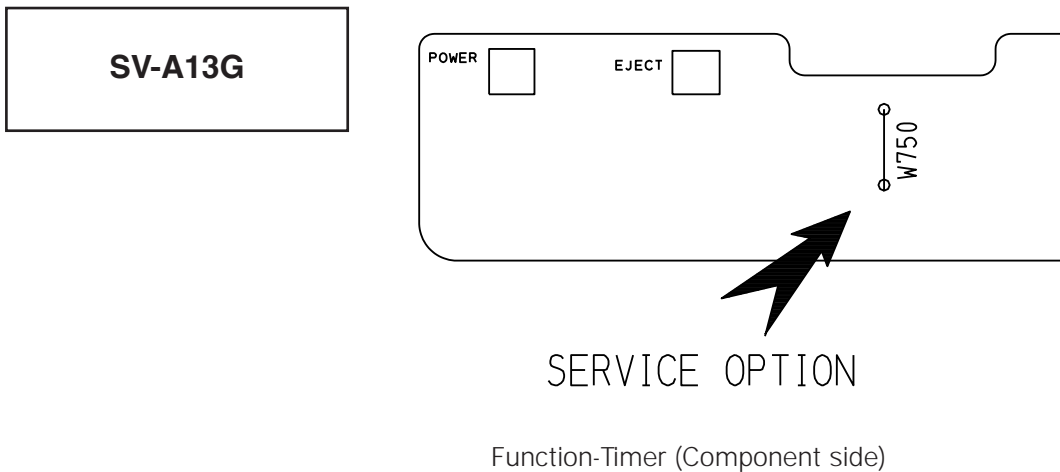 SV-A13G
POWER
EJECT
W750
SERVICE OPTION
Function-Timer (Component side)